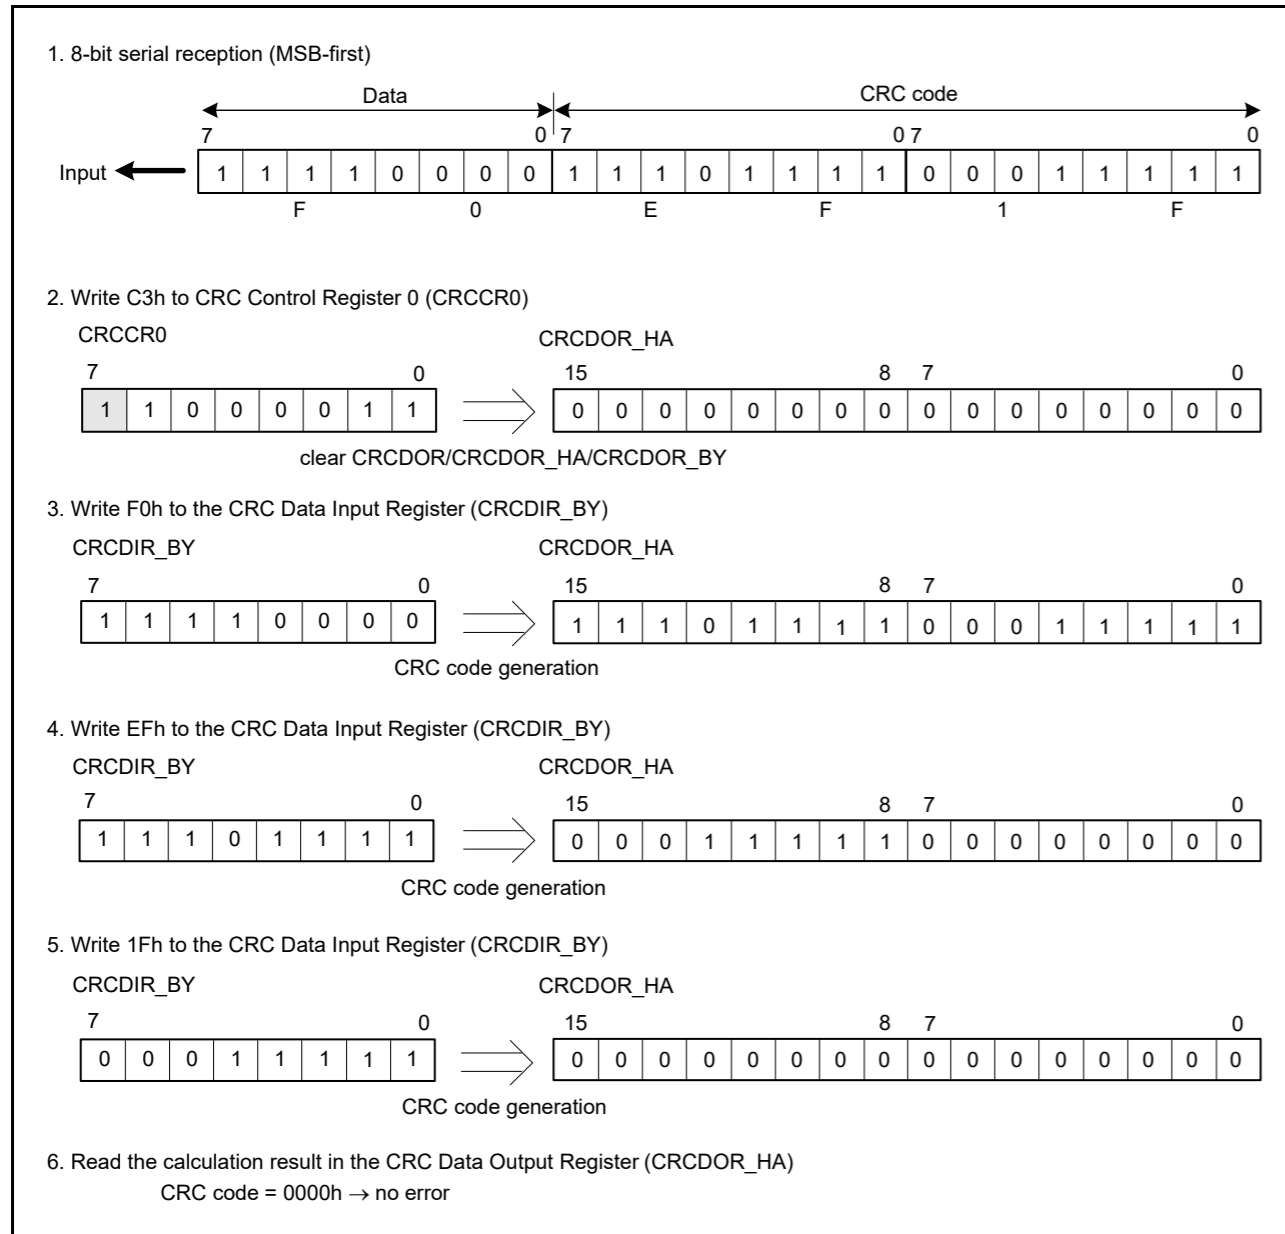 1. 8-bit serial reception (MSB-first)
Data CRC code
7 0 7 0 7 0
Input 1 1 1 1 0 0 0 0 1 1 1 0 1 1 1 1 0 0 0 1 1 1 1 1
F 0 E F 1 F
2. Write C3h to CRC Control Register 0 (CRCCR0)
CRCCR0 CRCDOR_HA
7 0 15 8 7 0
1 1 0 0 0 0 1 1 0 0 0 0 0 0 0 0 0 0 0 0 0 0 0 0
clear CRCDOR/CRCDOR_HA/CRCDOR_BY
3. Write F0h to the CRC Data Input Register (CRCDIR_BY)
CRCDIR_BY CRCDOR_HA
7 0 15 8 7 0
1 1 1 1 0 0 0 0 1 1 1 0 1 1 1 1 0 0 0 1 1 1 1 1
CRC code generation
4. Write EFh to the CRC Data Input Register (CRCDIR_BY)
CRCDIR_BY CRCDOR_HA
7 0 15 8 7 0
1 1 1 0 1 1 1 1 0 0 0 1 1 1 1 1 0 0 0 0 0 0 0 0
CRC code generation
5. Write 1Fh to the CRC Data Input Register (CRCDIR_BY)
CRCDIR_BY CRCDOR_HA
7 0 15 8 7 0
0 0 0 1 1 1 1 1 0 0 0 0 0 0 0 0 0 0 0 0 0 0 0 0
CRC code generation
6. Read the calculation result in the CRC Data Output Register (CRCDOR_HA)
CRC code = 0000h → no error